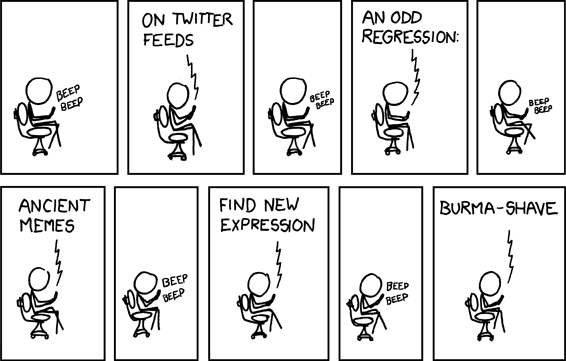 BEEP
BEEP
ON TWITTER
FEEDS
BEEP
BEEP
AN ODD
REGRESSION:
BEEP
BEEP
ANCIENT
MEMES
BEEP
BEEP
FIND NEW
EXPRESSION
BEEP
BEEP
BURMA-SHAVE